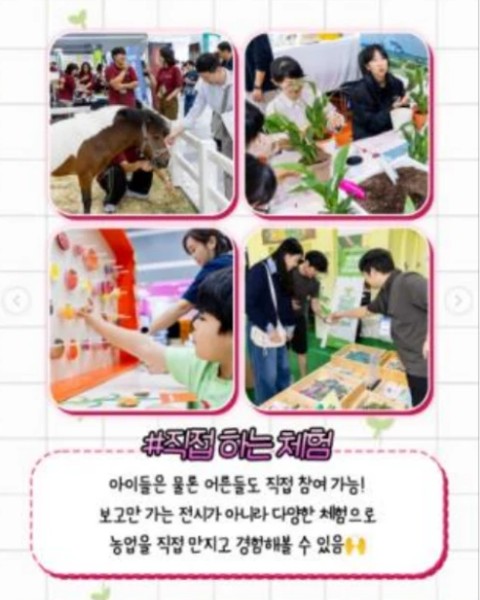 #직접 하는 체험
아이들은 물론 어른들도 직접 참여 가능!
보고만 가는 전시가 아니라 다양한 체험으로
농업을 직접 만지고 경험해볼 수 있음🙌